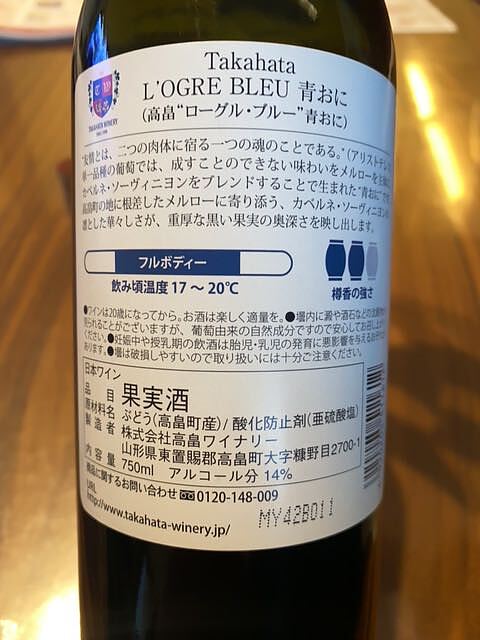 Takahata
L'OGRE BLEU 青おに
(高畠"ローグル・ブルー"青おに)
TAKAHATA WINERY
"友情とは、二つの肉体に宿る一つの魂のことである。"(アリストテレ
単一品種の葡萄では、成すことのできない味わいをメルローを主
カベルネ・ソーヴィニヨンをブレンドすることで生まれた"青おに"
高畠町の地に根差したメルローに寄り添う、カベルネ・ソーヴィニヨン
凛とした華々しさが、重厚な黒い果実の奥深さを映し出します。
フルボディー
飲み頃温度 17 ~ 20℃
樽香の強さ
●ワインは20歳になってから。お酒は楽しく適量を。●壜内に澱や酒石などの沈殿物が
見られることがございますが、葡萄由来の自然成分ですので安心してお召し上がり
ください。●妊娠中や授乳期の飲酒は胎児・乳児の発育に悪影響を与えるおそれが
あります。●壜は破損しやすいので取り扱いには十分ご注意ください。
日本ワイン
品目 果実酒
原材料名 ぶどう(高畠町産)/ 酸化防止剤(亜硫酸塩)
製造者 株式会社高畠ワイナリー
山形県東置賜郡高畠町大字糠野目2700-1
内容量 750ml アルコール分 14%
商品に関するお問い合わせ 0120-148-009
URL
http://www.takahata-winery.jp/
MY42B011